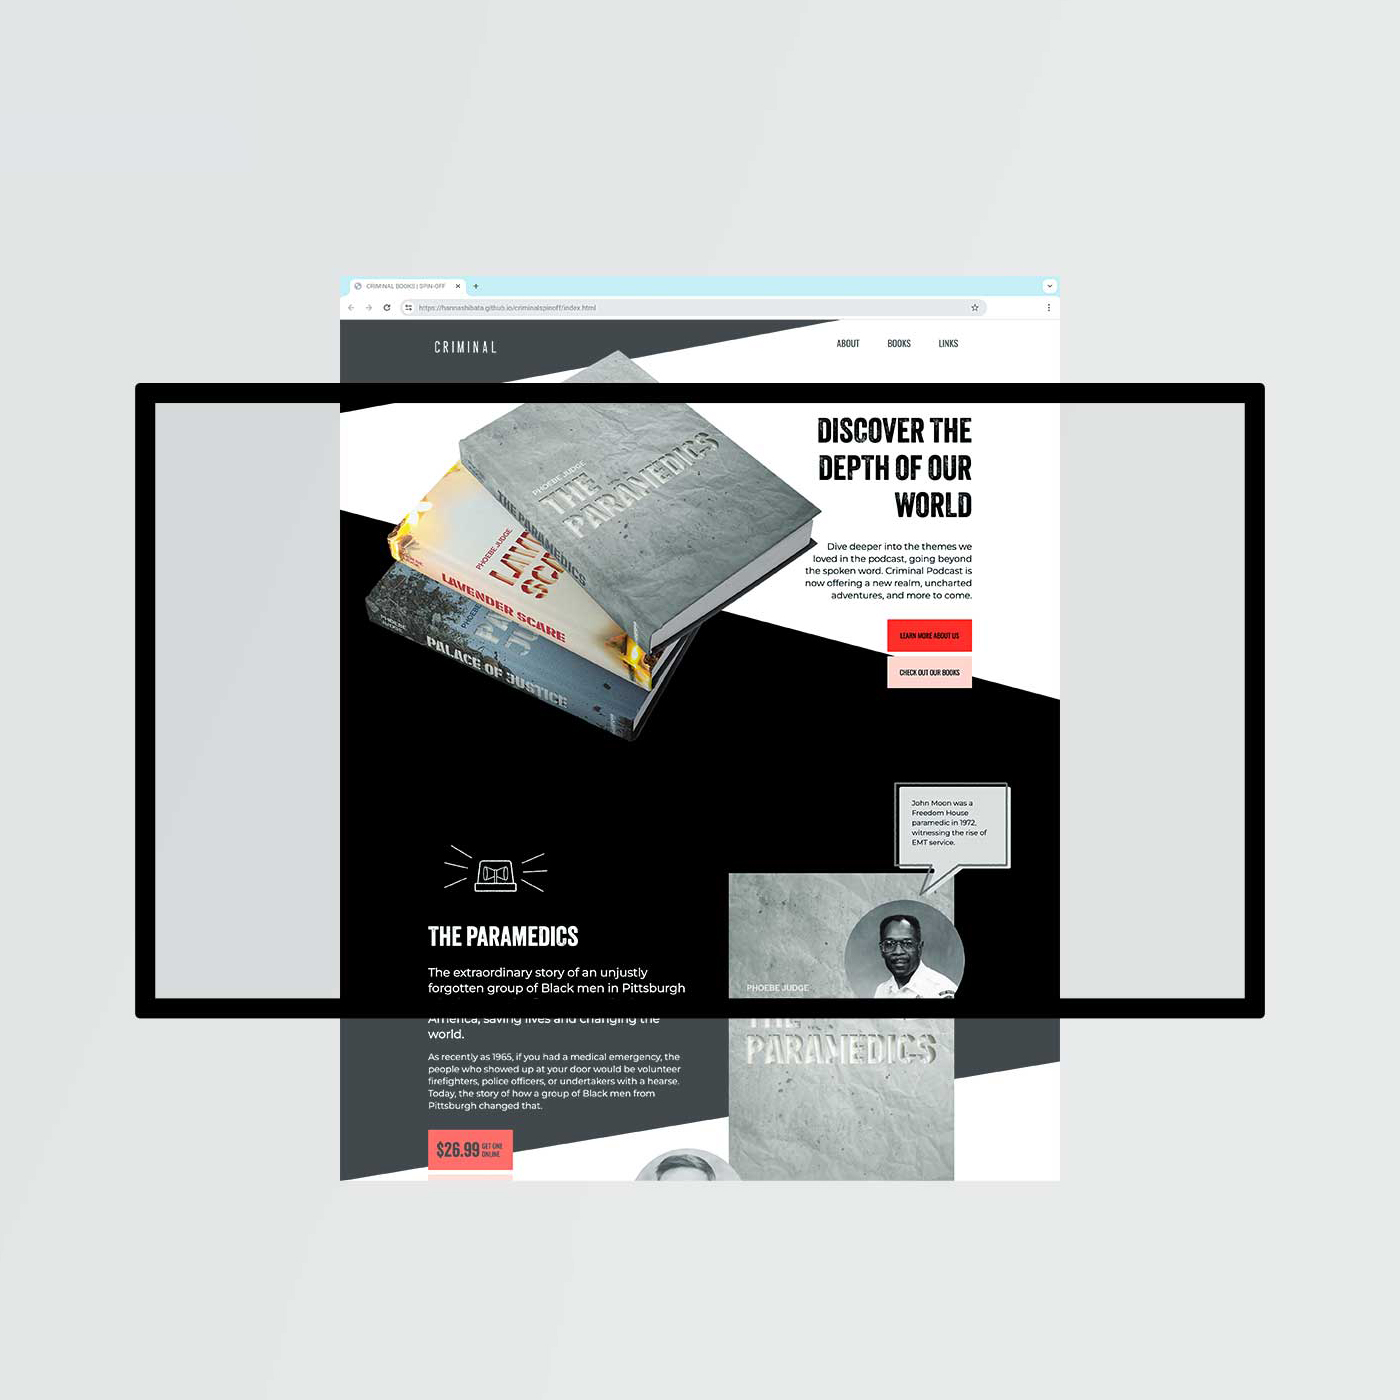 CRIMINAL BOOKS | SPIN-OFF
https://hannashibata.github.io/criminalspinoff/index.html
CRIMINAL
ABOUT
BOOKS
LINKS
PHOEBE JUDGE
THE
PARAMEDICS
THE PARAMEDICS
PHOEBE JUDGE
LAVENDER SCARE
PHOEBE
PALACE OF JUSTICE
DISCOVER THE
DEPTH OF OUR
WORLD
Dive deeper into the themes we
loved in the podcast, going beyond
the spoken word. Criminal Podcast is
now offering a new realm, uncharted
adventures, and more to come.
LEARN MORE ABOUT US
CHECK OUT OUR BOOKS
John Moon was a
Freedom House
paramedic in 1972,
witnessing the rise of
EMT service.
THE PARAMEDICS
The extraordinary story of an unjustly
forgotten group of Black men in Pittsburgh
America, saving lives and changing the
world.
As recently as 1965, if you had a medical emergency, the
people who showed up at your door would be volunteer
firefighters, police officers, or undertakers with a hearse.
Today, the story of how a group of Black men from
Pittsburgh changed that.
$26.99 GET ONE
ONLINE
PHOEBE JUDGE
THE
PARAMEDICS